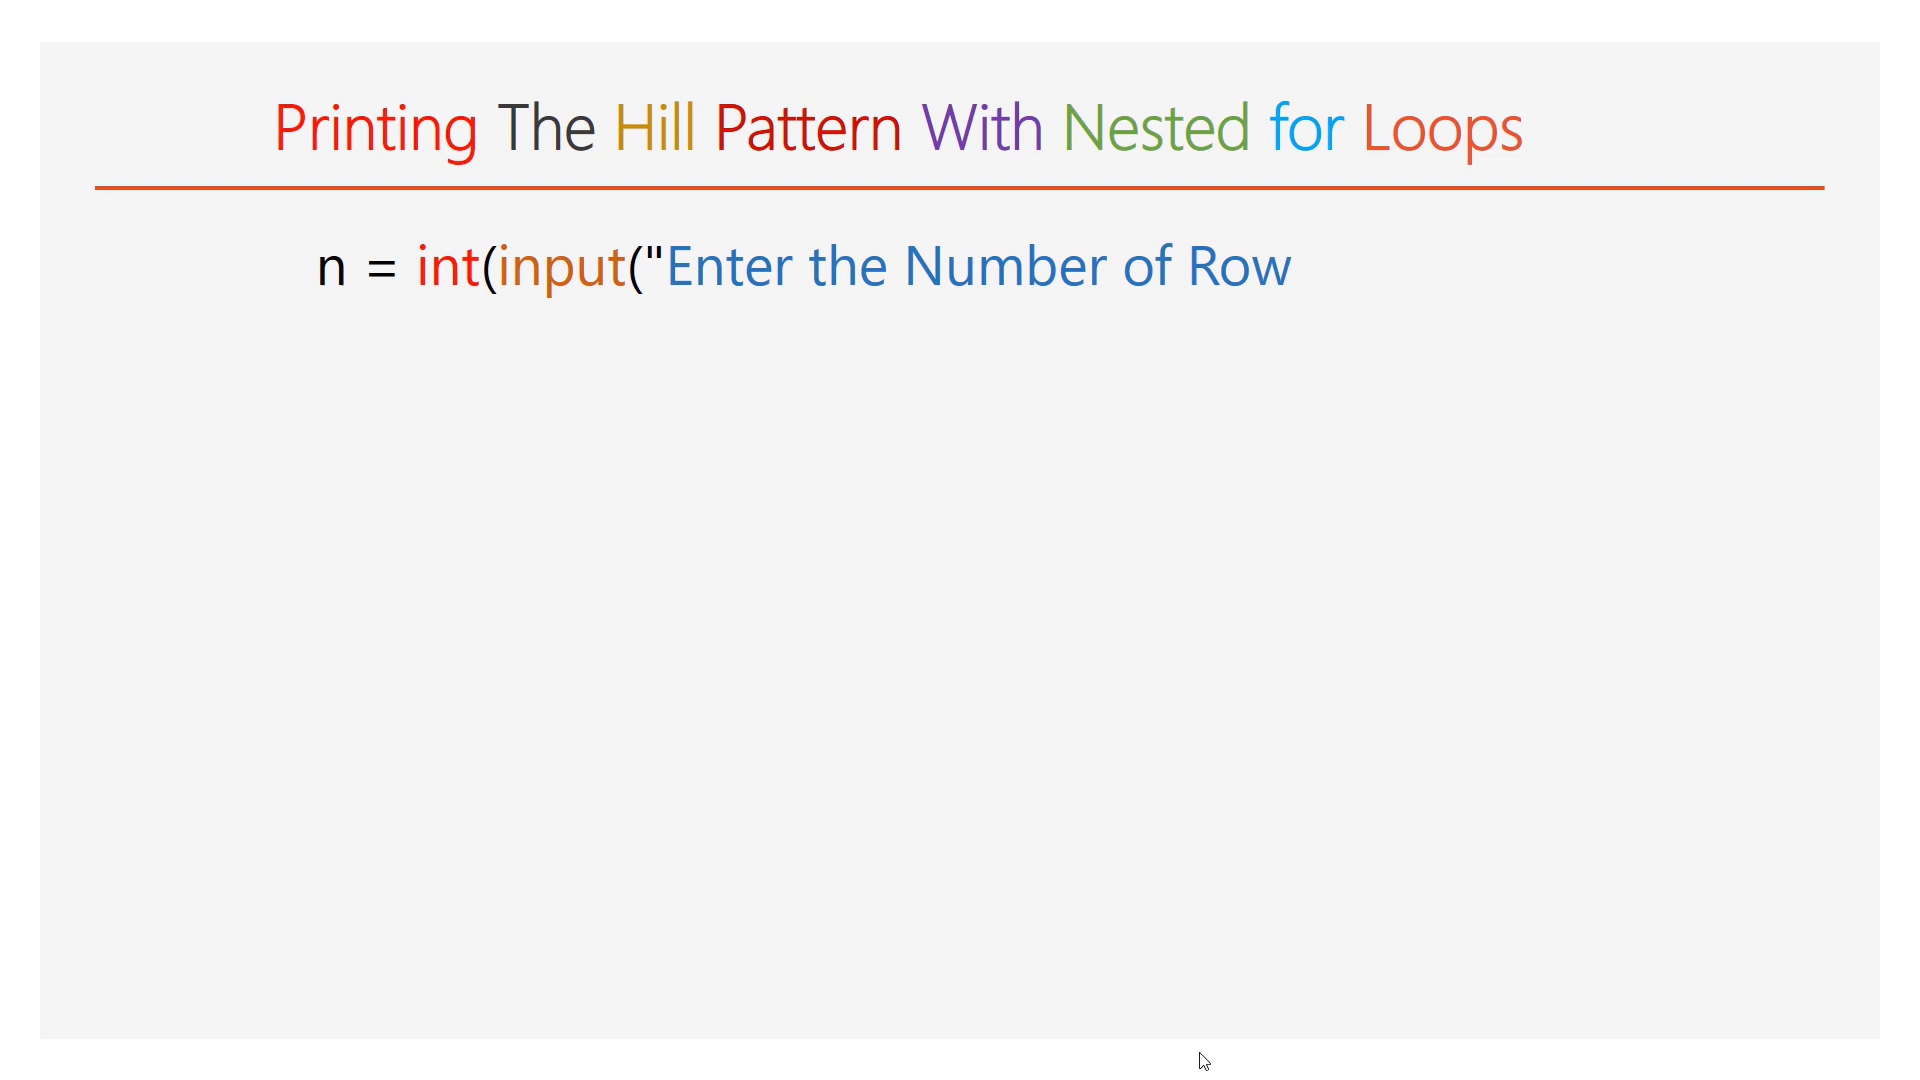 Printing The Hill Pattern With Nested for Loops
n = int(input("Enter the Number of Row